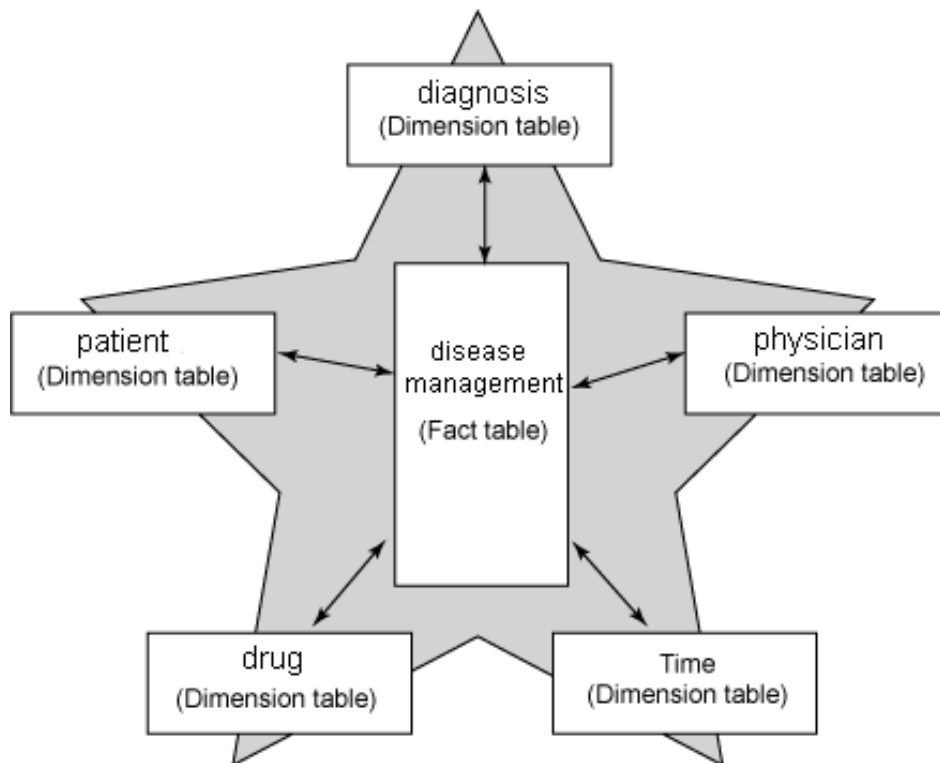 diagnosis
(Dimension table)
patient
(Dimension table)
disease
management
(Fact table)
physician
(Dimension table)
drug
(Dimension table)
Time
(Dimension table)